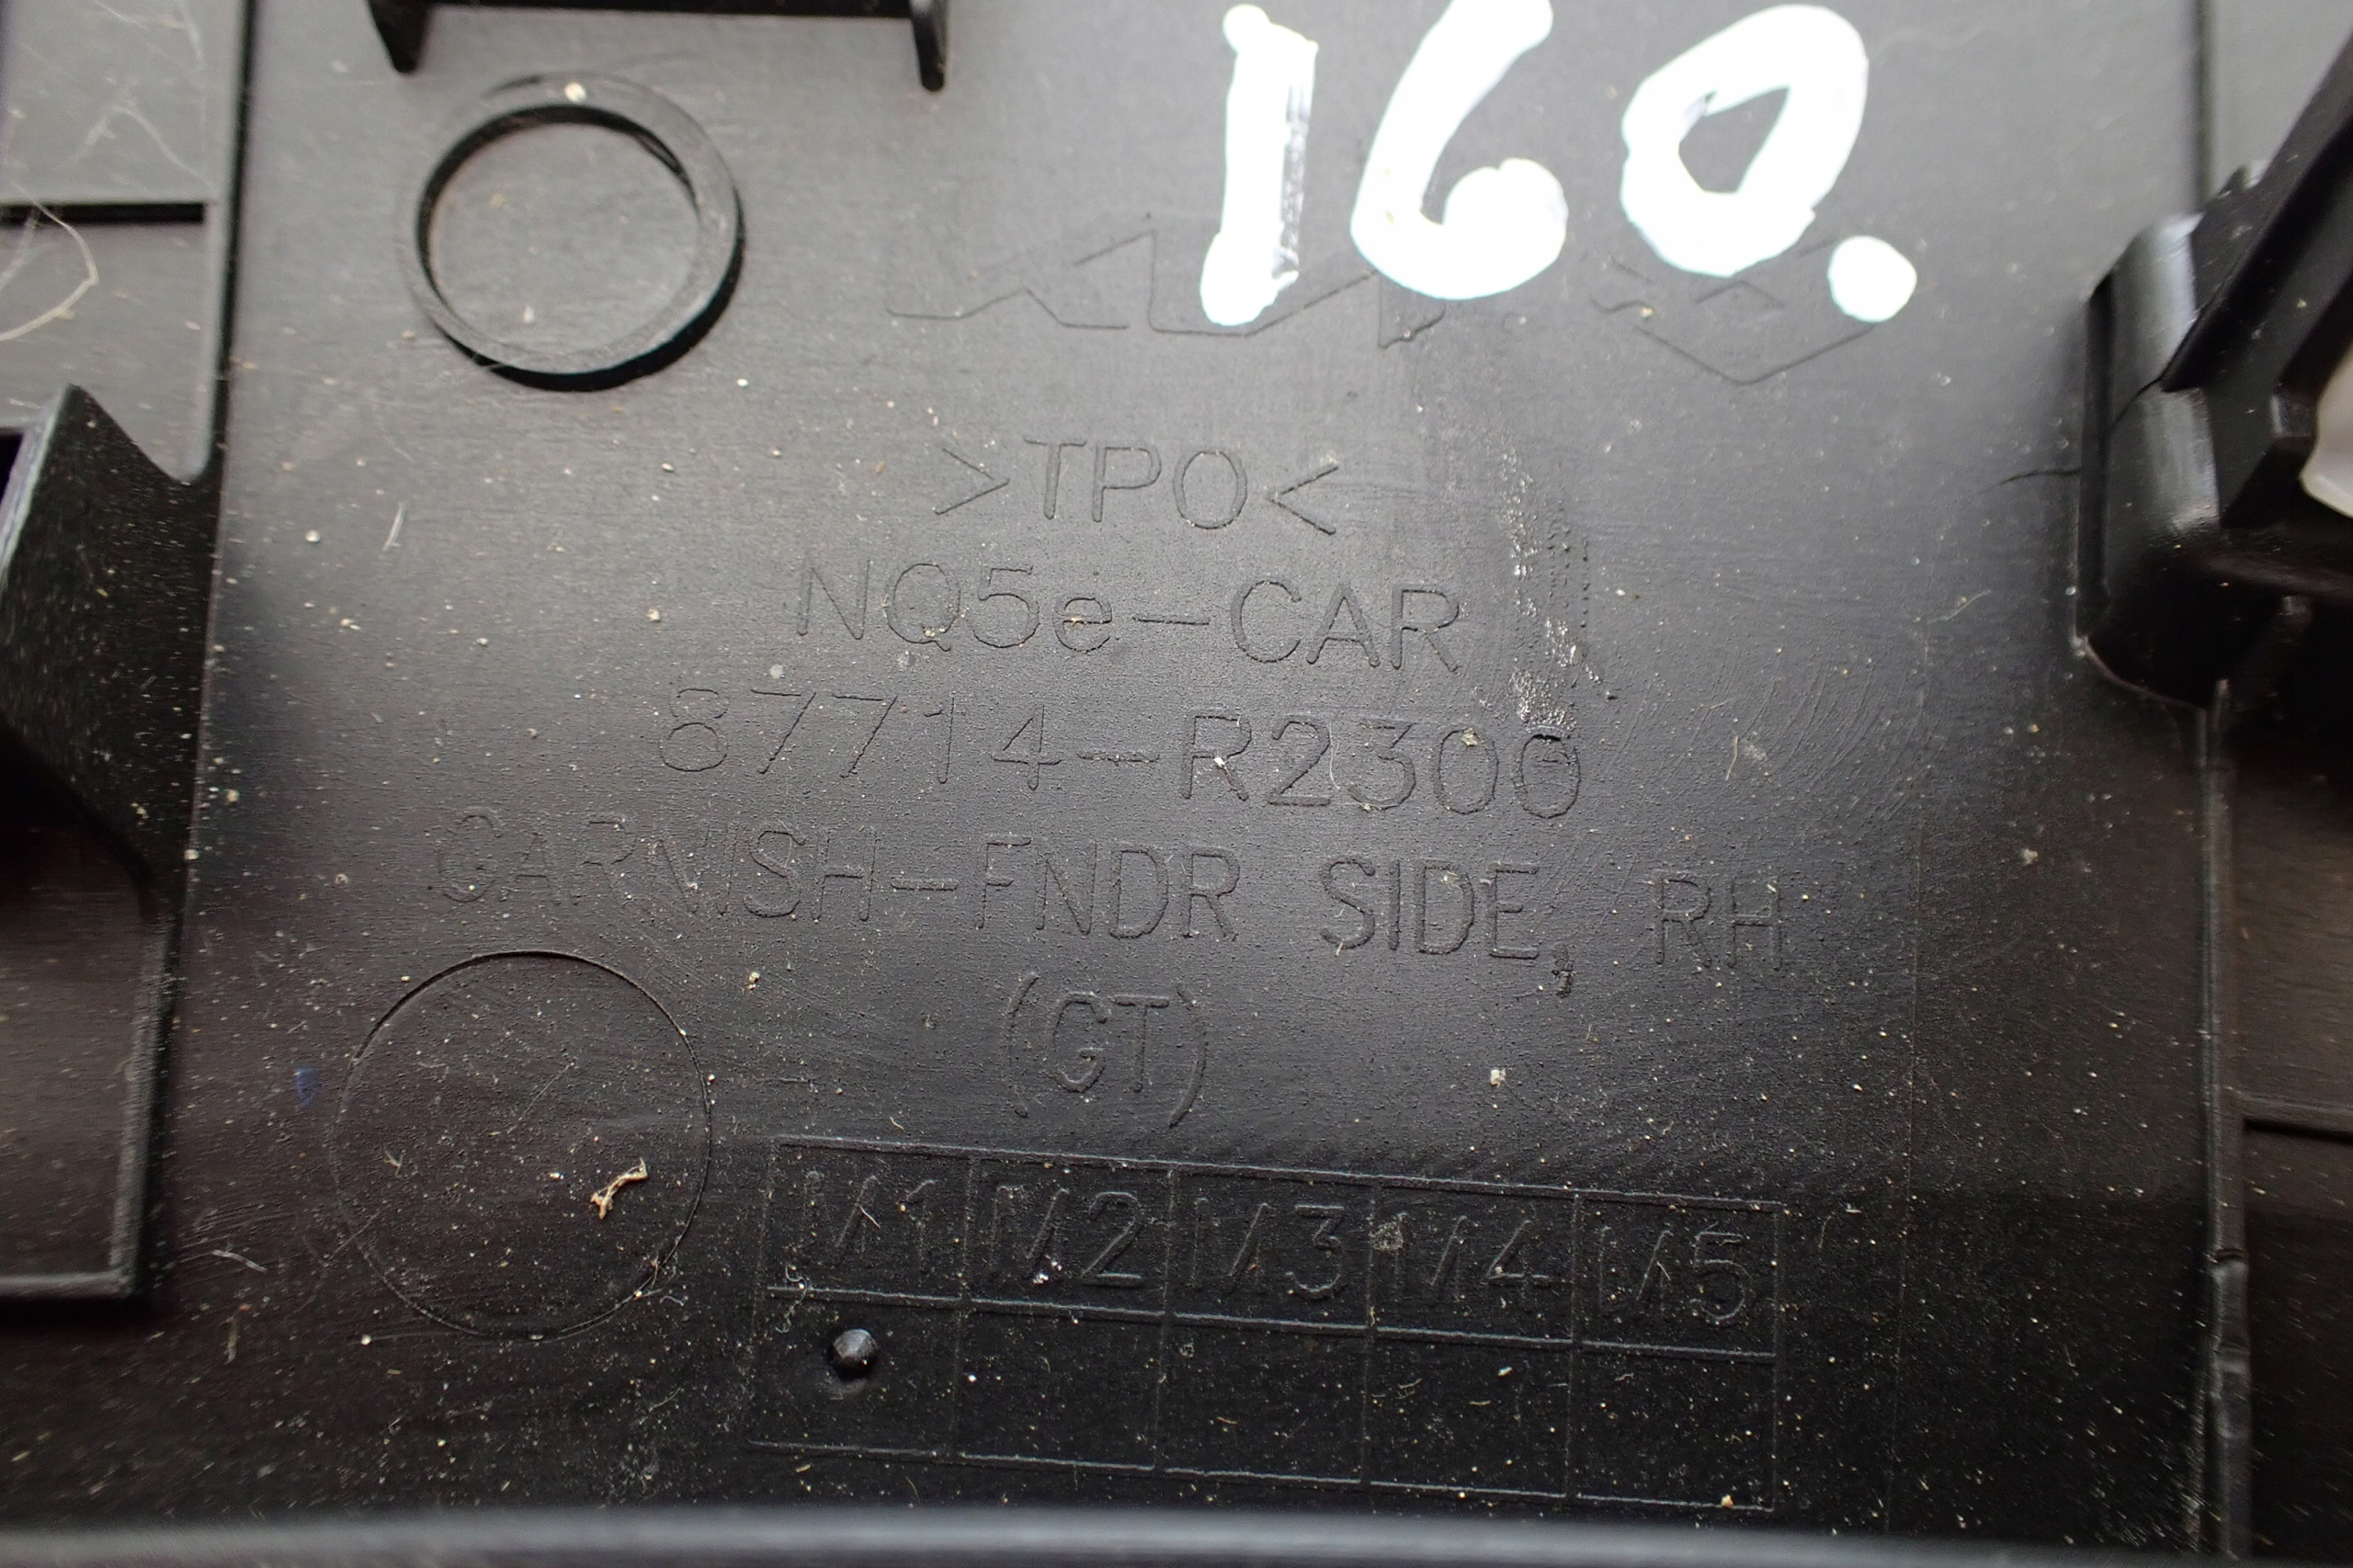 160.
KIA
>TPO<
NQ5e-CAR
87714-R2300
GARNISH-FNDR SIDE, RH
(GT)
1/1 1/2 1/3 1/4 1/5